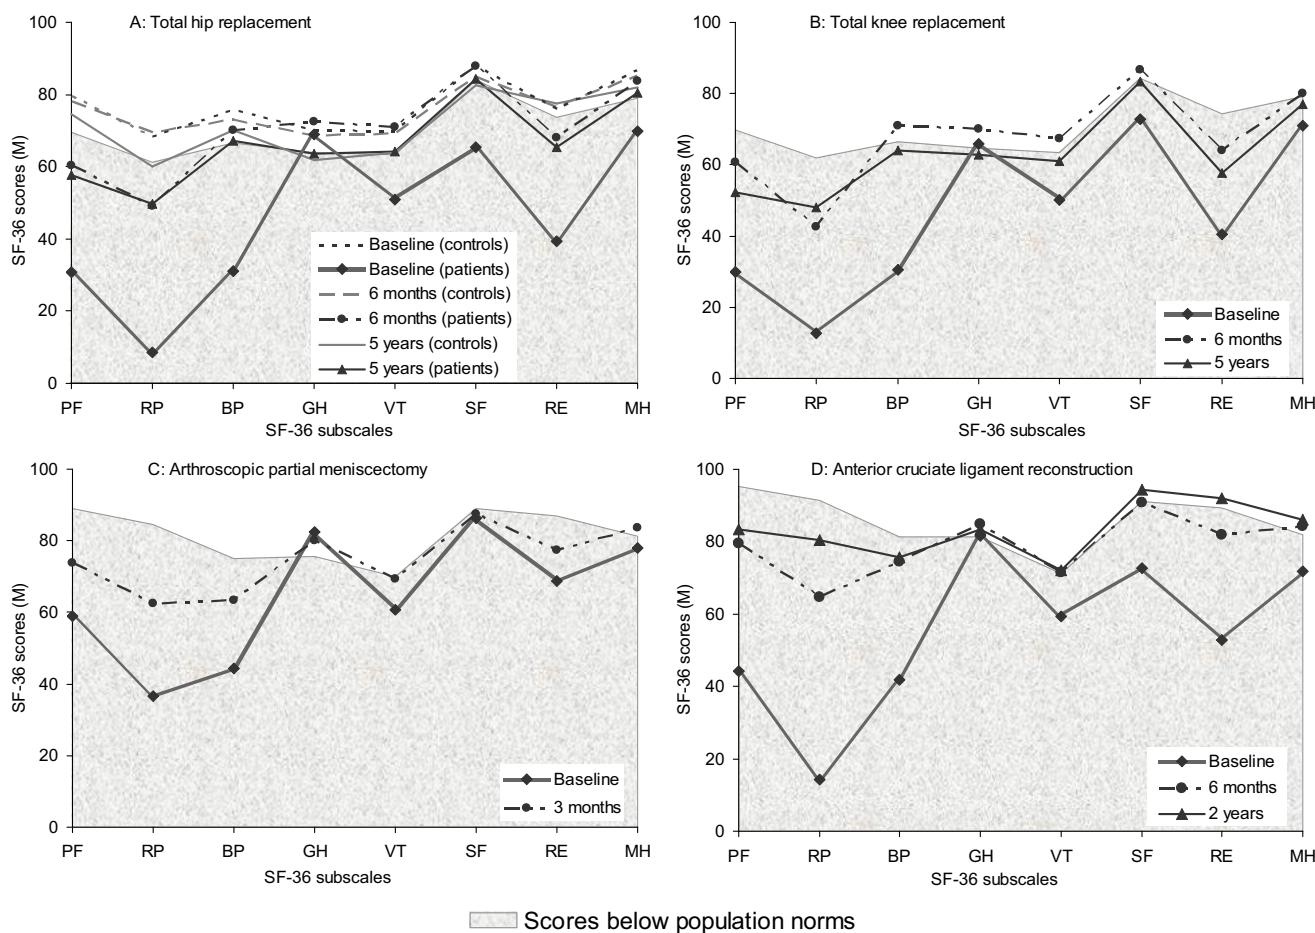 A: Total hip replacement
100
80
60
40
20
0
SF-36 scores (M)
Baseline (controls)
Baseline (patients)
6 months (controls)
6 months (patients)
5 years (controls)
5 years (patients)
PF RP BP GH VT SF RE MH
SF-36 subscales
B: Total knee replacement
100
80
60
40
20
0
SF-36 scores (M)
Baseline
6 months
5 years
PF RP BP GH VT SF RE MH
SF-36 subscales
C: Arthroscopic partial meniscectomy
100
80
60
40
20
0
SF-36 scores (M)
Baseline
3 months
PF RP BP GH VT SF RE MH
SF-36 subscales
D: Anterior cruciate ligament reconstruction
100
80
60
40
20
0
SF-36 scores (M)
Baseline
6 months
2 years
PF RP BP GH VT SF RE MH
SF-36 subscales
Scores below population norms